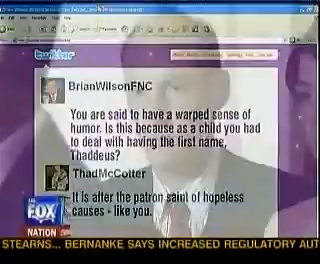 twitter
BrianWilsonFNC
You are said to have a warped sense of
humor. Is this because as a child you had
to deal with having the first name,
Thaddeus?
ThadMcCotter
It is after the patron saint of hopeless
causes - like you.
THE
FOX
NATION
STEARNS... BERNANKE SAYS INCREASED REGULATORY AUT